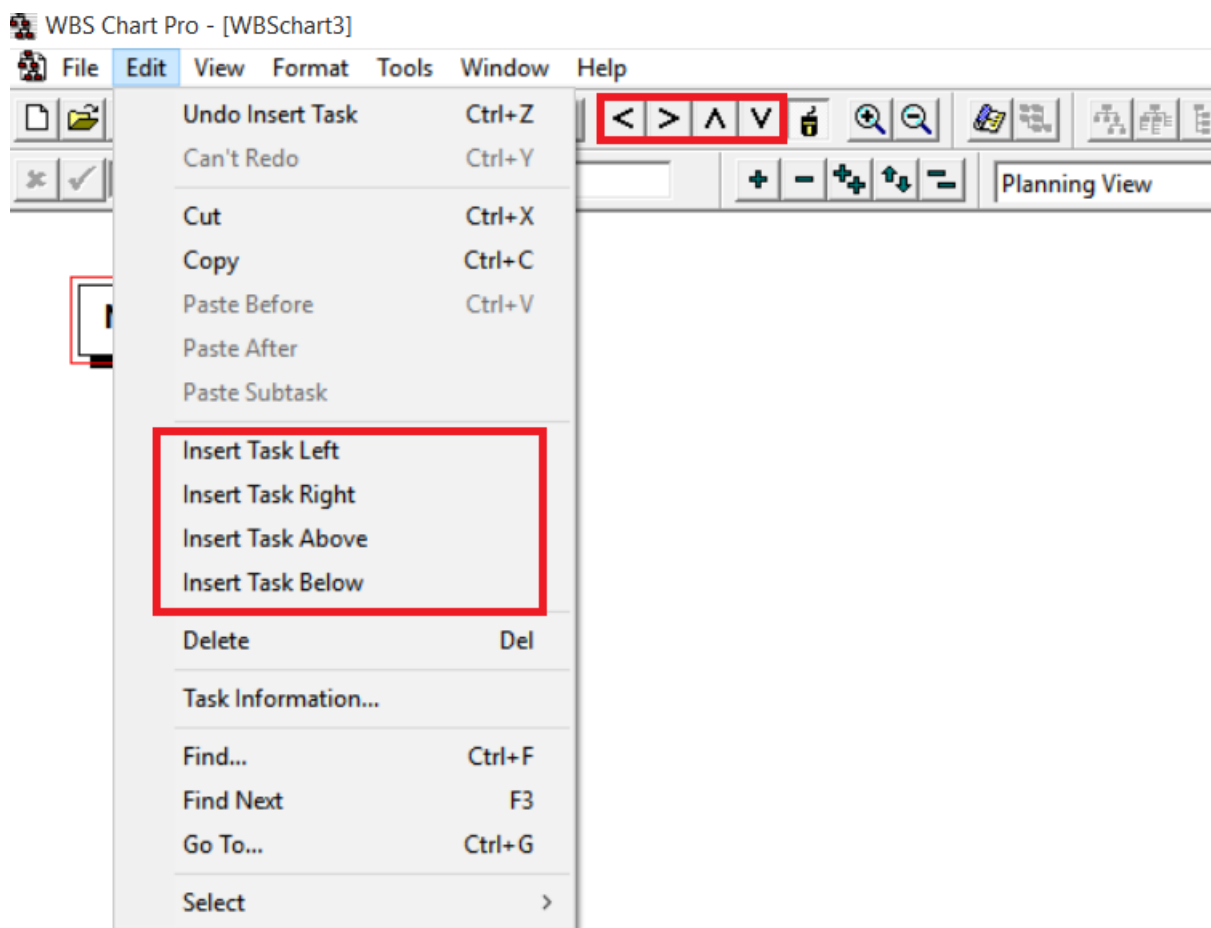 WBS Chart Pro - [WBSchart3]
File Edit View Format Tools Window Help
Undo Insert Task Ctrl+Z
Can't Redo Ctrl+Y
Planning View
Cut Ctrl+X
Copy Ctrl+C
Paste Before Ctrl+V
Paste After
Paste Subtask
Insert Task Left
Insert Task Right
Insert Task Above
Insert Task Below
Delete Del
Task Information...
Find... Ctrl+F
Find Next F3
Go To... Ctrl+G
Select